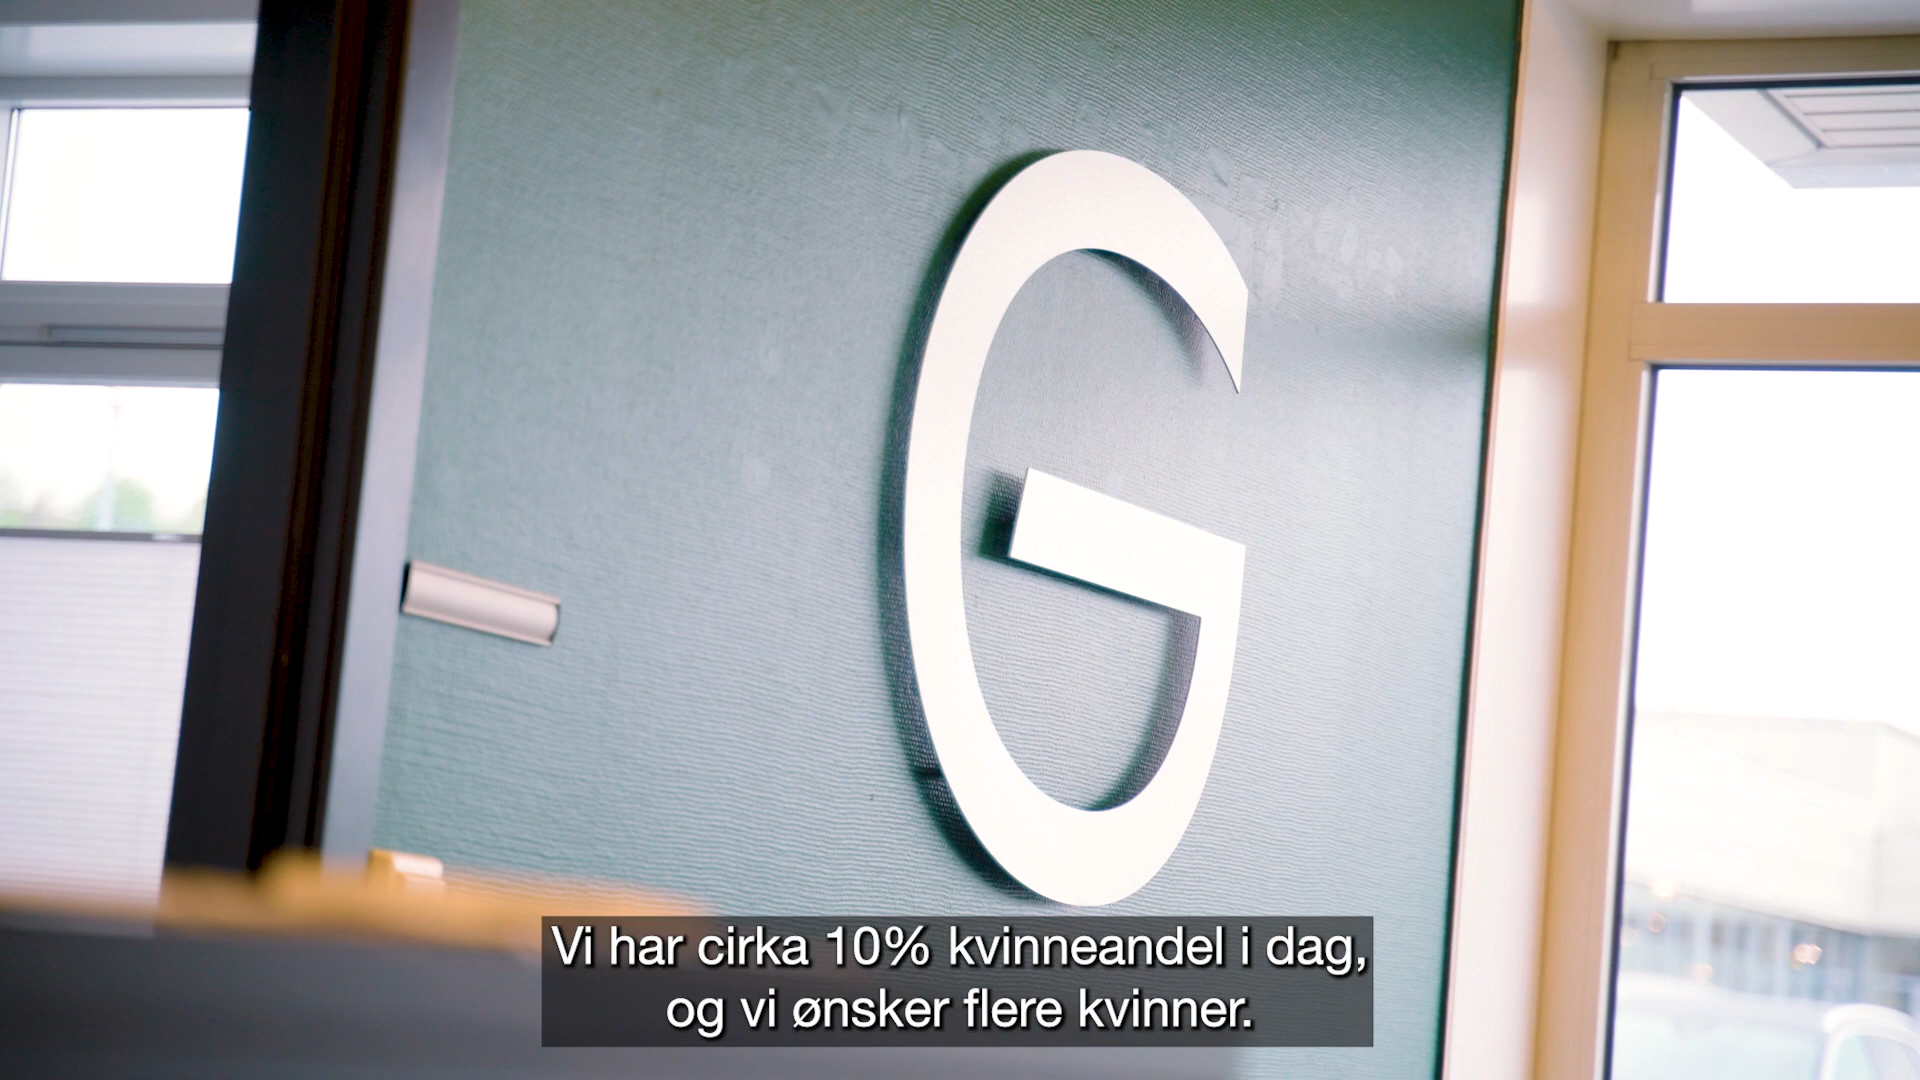 G
Vi har cirka 10% kvinneandel i dag,
og vi ønsker flere kvinner.